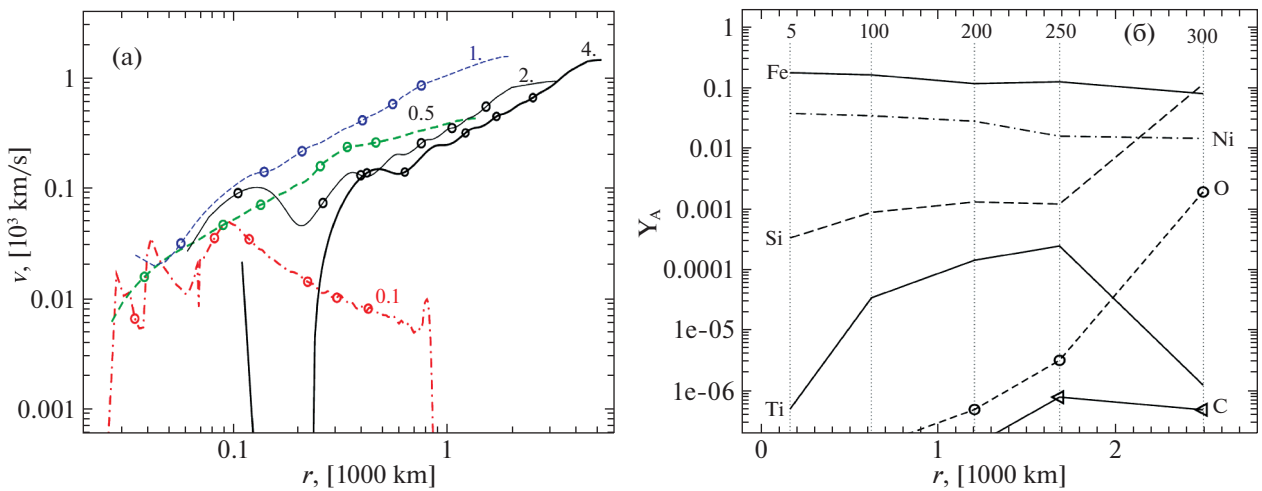 (а)
1.
4.
2.
0.5
0.1
1
0.1
0.01
0.001
v, [10³ km/s]
0.1
1
r, [1000 km]
5
100
200
250
(б)
300
1
0.1
0.01
0.001
0.0001
1e-05
1e-06
Y_A
Fe
Ni
O
Si
Ti
C
0
1
2
r, [1000 km]